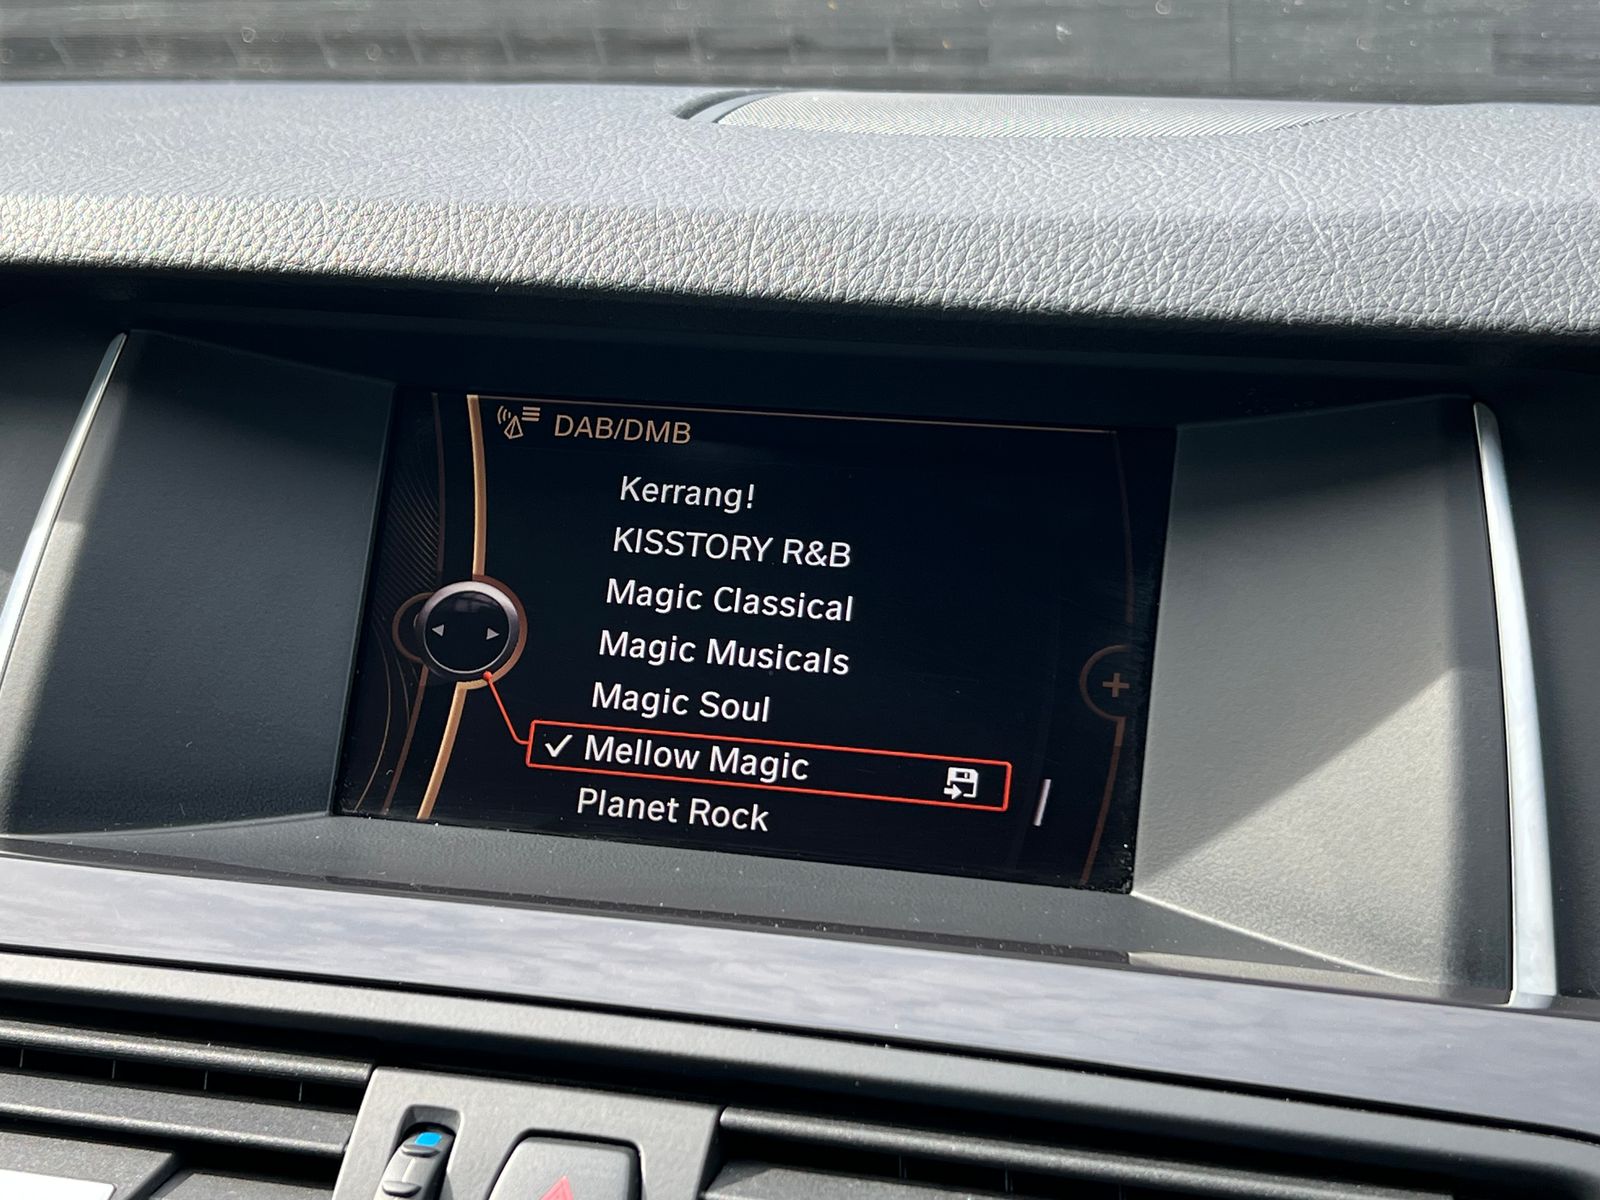 DAB/DMB
Kerrang!
KISSTORY R&B
Magic Classical
Magic Musicals
Magic Soul
Mellow Magic
Planet Rock